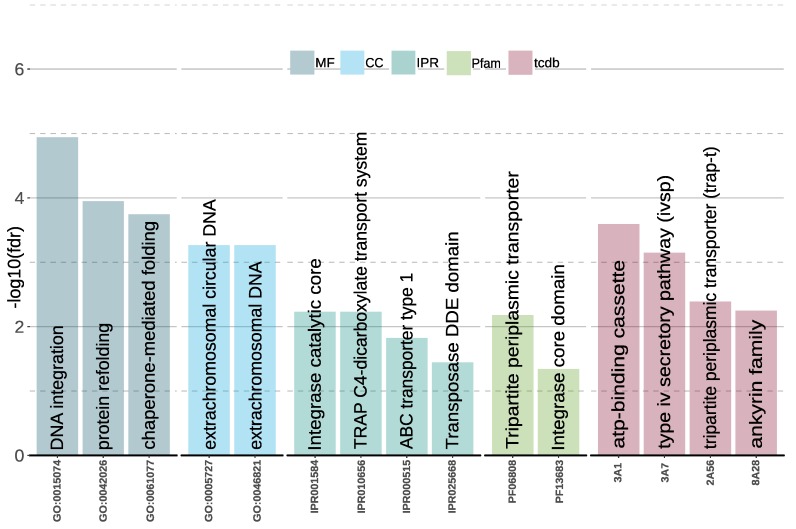 MF CC IPR Pfam tcdb
-log10(fdr)
6
4
2
0
DNA integration
protein refolding
chaperone-mediated folding
extrachromosomal circular DNA
extrachromosomal DNA
Integrase catalytic core
TRAP C4-dicarboxylate transport system
ABC transporter type 1
Transposase DDE domain
Tripartite periplasmic transporter
Integrase core domain
atp-binding cassette
type iv secretory pathway (ivsp)
tripartite periplasmic transporter (trap-t)
ankyrin family
GO:0015074
GO:0042026
GO:0061077
GO:0005727
GO:0046821
IPR001584
IPR010656
IPR000515
IPR025668
PF06808
PF13683
3A1
3A7
2A56
8A28